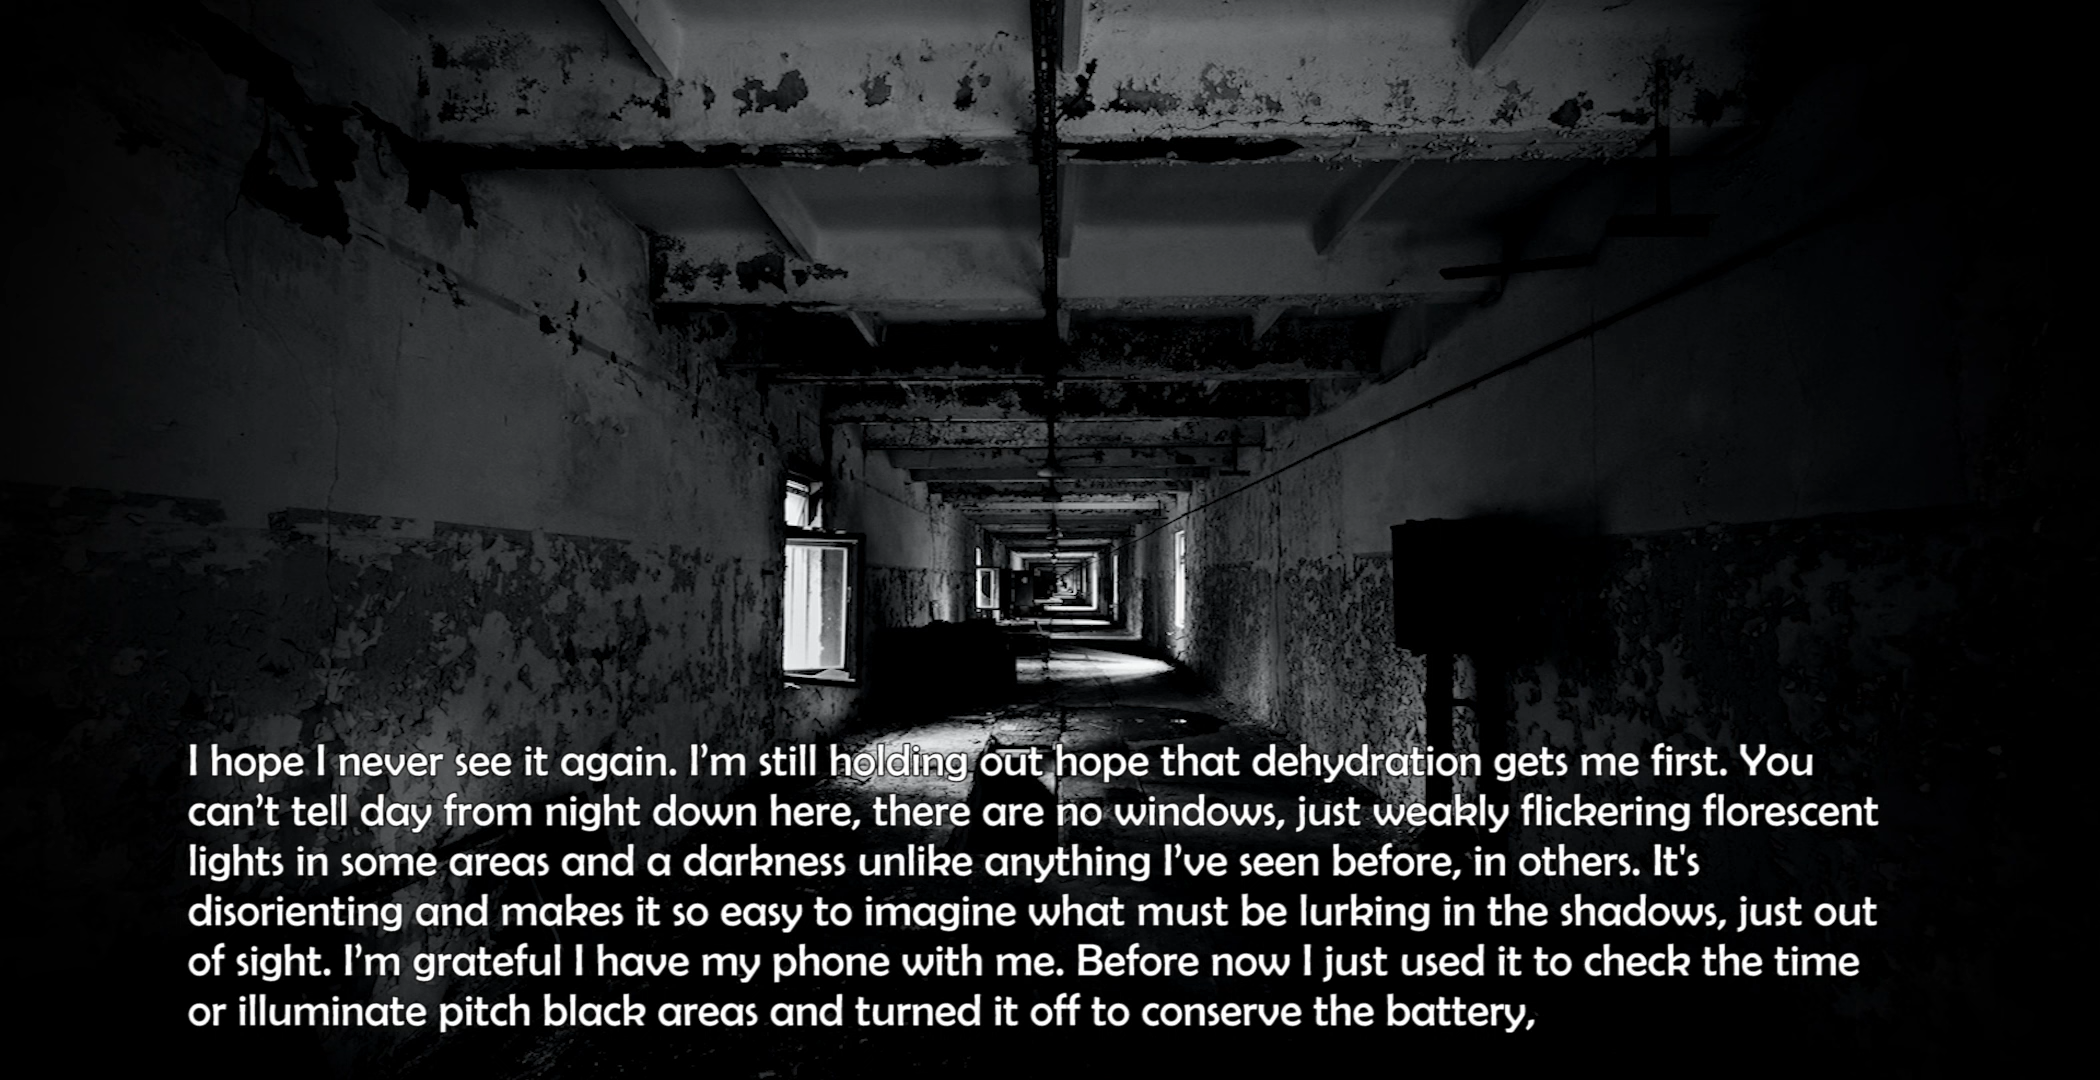 I hope I never see it again. I’m still holding out hope that dehydration gets me first. You
can’t tell day from night down here, there are no windows, just weakly flickering florescent
lights in some areas and a darkness unlike anything I’ve seen before, in others. It's
disorienting and makes it so easy to imagine what must be lurking in the shadows, just out
of sight. I’m grateful I have my phone with me. Before now I just used it to check the time
or illuminate pitch black areas and turned it off to conserve the battery,